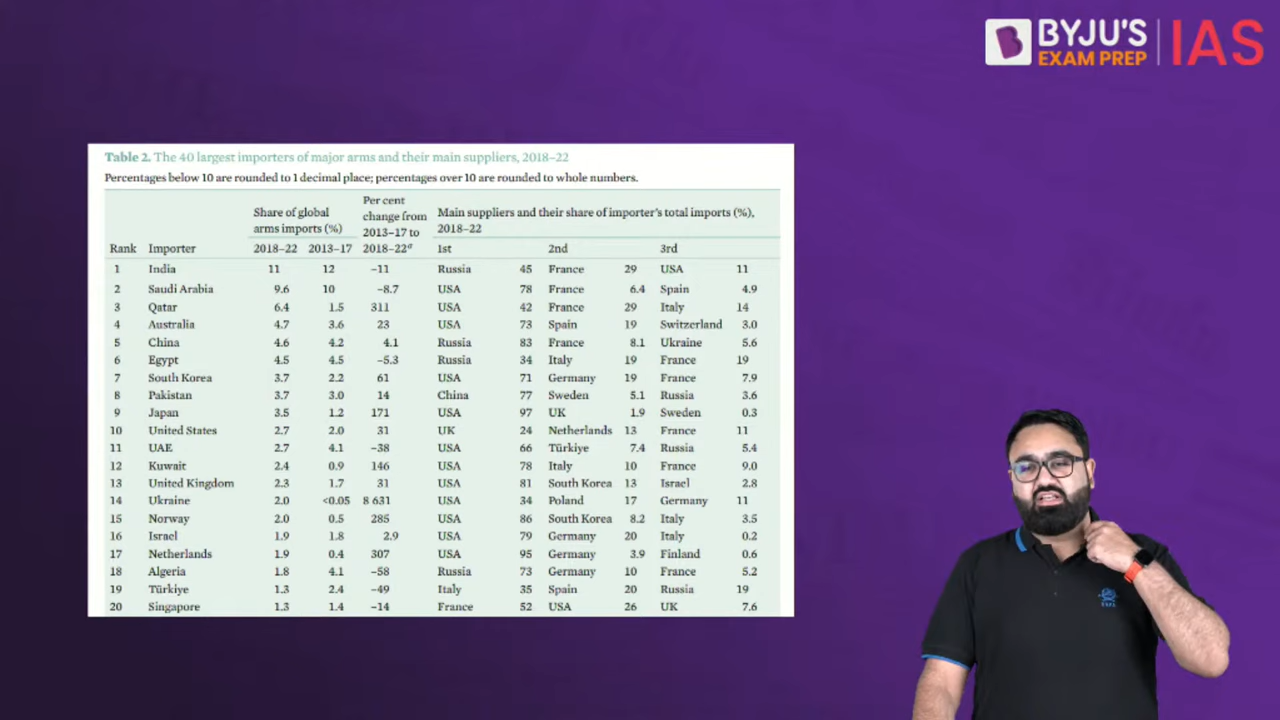 BYJU'S
EXAM PREP
IAS
Table 2. The 40 largest importers of major arms and their main suppliers, 2018–22
Percentages below 10 are rounded to 1 decimal place; percentages over 10 are rounded to whole numbers.
Per cent
Share of global change from Main suppliers and their share of importer's total imports (%),
arms imports (%) 2013–17 to 2018–22
Rank Importer 2018–22 2013–17 2018–22ᵃ 1st 2nd 3rd
1 India 11 12 –11 Russia 45 France 29 USA 11
2 Saudi Arabia 9.6 10 –8.7 USA 78 France 6.4 Spain 4.9
3 Qatar 6.4 1.5 311 USA 42 France 29 Italy 14
4 Australia 4.7 3.6 23 USA 73 Spain 19 Switzerland 3.0
5 China 4.6 4.2 4.1 Russia 83 France 8.1 Ukraine 5.6
6 Egypt 4.5 4.5 –5.3 Russia 34 Italy 19 France 19
7 South Korea 3.7 2.2 61 USA 71 Germany 19 France 7.9
8 Pakistan 3.7 3.0 14 China 77 Sweden 5.1 Russia 3.6
9 Japan 3.5 1.2 171 USA 97 UK 1.9 Sweden 0.3
10 United States 2.7 2.0 31 UK 24 Netherlands 13 France 11
11 UAE 2.7 4.1 –38 USA 66 Türkiye 7.4 Russia 5.4
12 Kuwait 2.4 0.9 146 USA 78 Italy 10 France 9.0
13 United Kingdom 2.3 1.7 31 USA 81 South Korea 13 Israel 2.8
14 Ukraine 2.0 <0.05 8 631 USA 34 Poland 17 Germany 11
15 Norway 2.0 0.5 285 USA 86 South Korea 8.2 Italy 3.5
16 Israel 1.9 1.8 2.9 USA 79 Germany 20 Italy 0.2
17 Netherlands 1.9 0.4 307 USA 95 Germany 3.9 Finland 0.6
18 Algeria 1.8 4.1 –58 Russia 73 Germany 10 France 5.2
19 Türkiye 1.3 2.4 –49 Italy 35 Spain 20 Russia 19
20 Singapore 1.3 1.4 –14 France 52 USA 26 UK 7.6